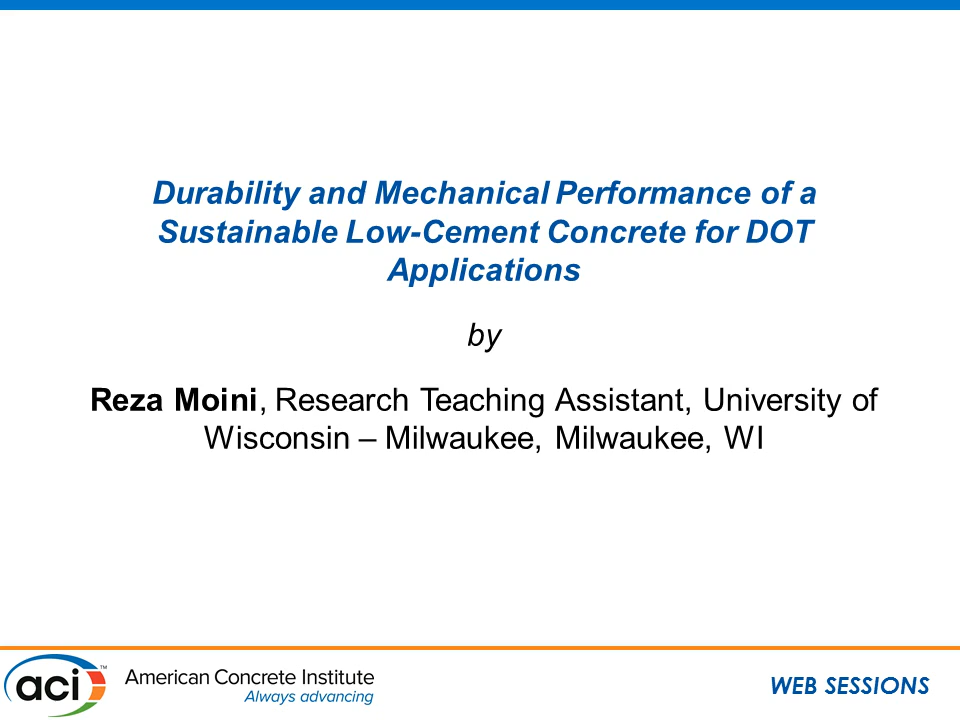 Durability and Mechanical Performance of a
Sustainable Low-Cement Concrete for DOT
Applications
by
Reza Moini, Research Teaching Assistant, University of
Wisconsin – Milwaukee, Milwaukee, WI
aci™
American Concrete Institute
Always advancing
WEB SESSIONS